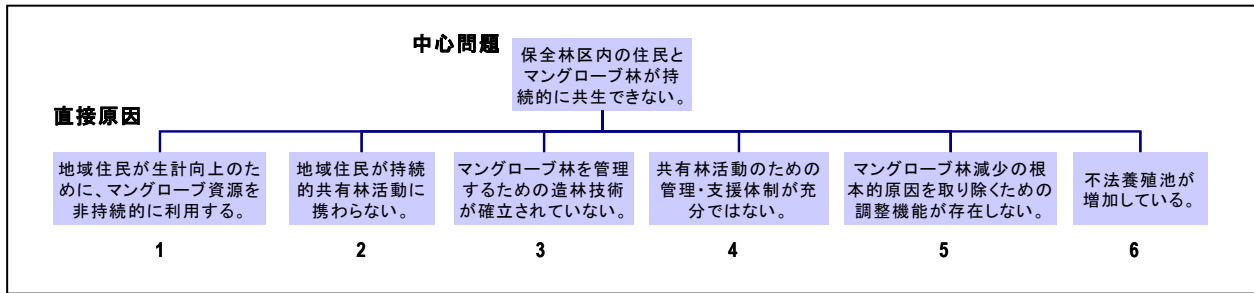 中心問題
保全林区内の住民と
マングローブ林が持
続的に共生できない。
直接原因
地域住民が生計向上のた
めに、マングローブ資源を
非持続的に利用する。
地域住民が持続
的共有林活動に
携わらない。
マングローブ林を管理
するための造林技術
が確立されていない。
共有林活動のための
管理・支援体制が充
分ではない。
マングローブ林減少の根
本的原因を取り除くための
調整機能が存在しない。
不法養殖池が
増加している。
1
2
3
4
5
6